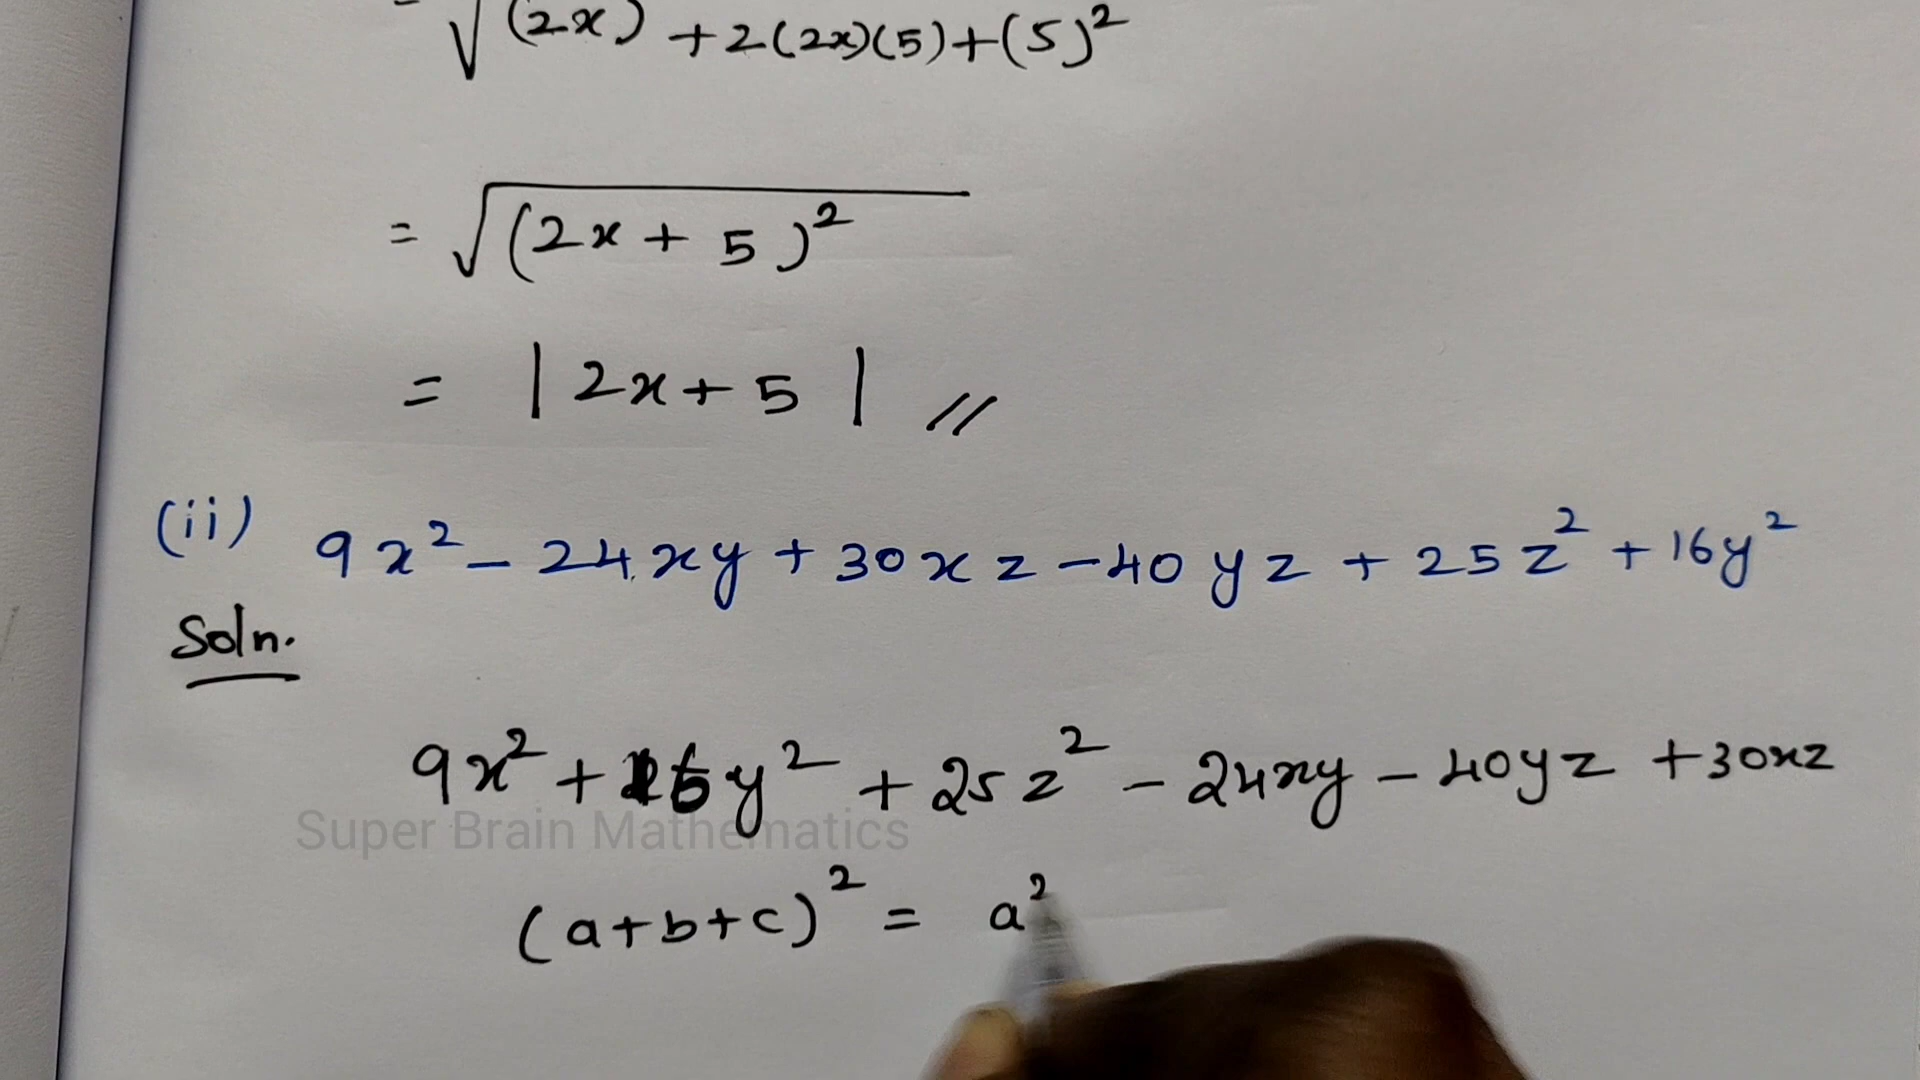 = √(2x) + 2(2x)(5) + (5)²
= √(2x + 5)²
= |2x + 5| //
(ii) 9x² - 24xy + 30xz - 40yz + 25z² + 16y²
Soln.
9x² + 16y² + 25z² - 24xy - 40yz + 30xz
Super Brain Mathematics
(a+b+c)² = a²